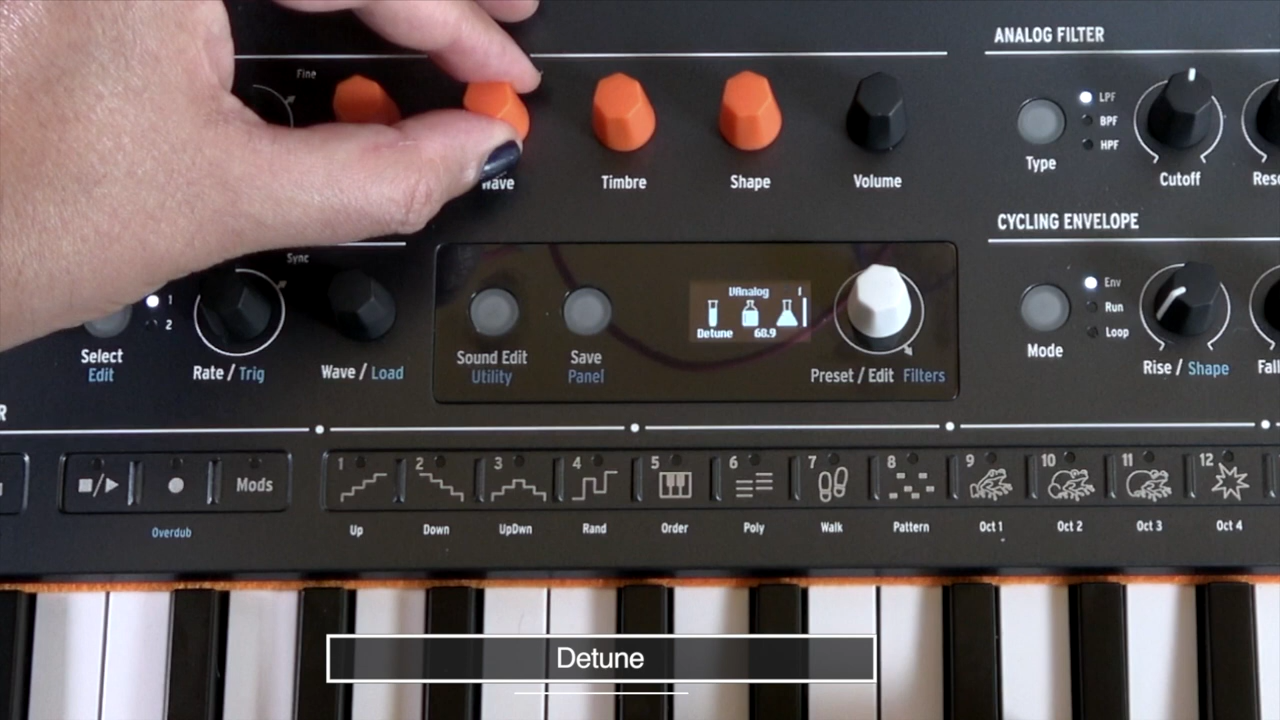 ANALOG FILTER
Fine
LPF
BPF
HPF
Type
Wave
Timbre
Shape
Volume
Cutoff
CYCLING ENVELOPE
Sync
1
2
Select
Edit
Rate / Trig
Wave / Load
Sound Edit
Utility
Save
Panel
VAnalog 1
Detune 60.9
Preset / Edit Filters
Env
Run
Loop
Mode
Rise / Shape
R
Mods
Overdub
1 2 3 4 5 6 7 8 9 10 11 12
Up Down UpDwn Rand Order Poly Walk Pattern Oct 1 Oct 2 Oct 3 Oct 4
Detune